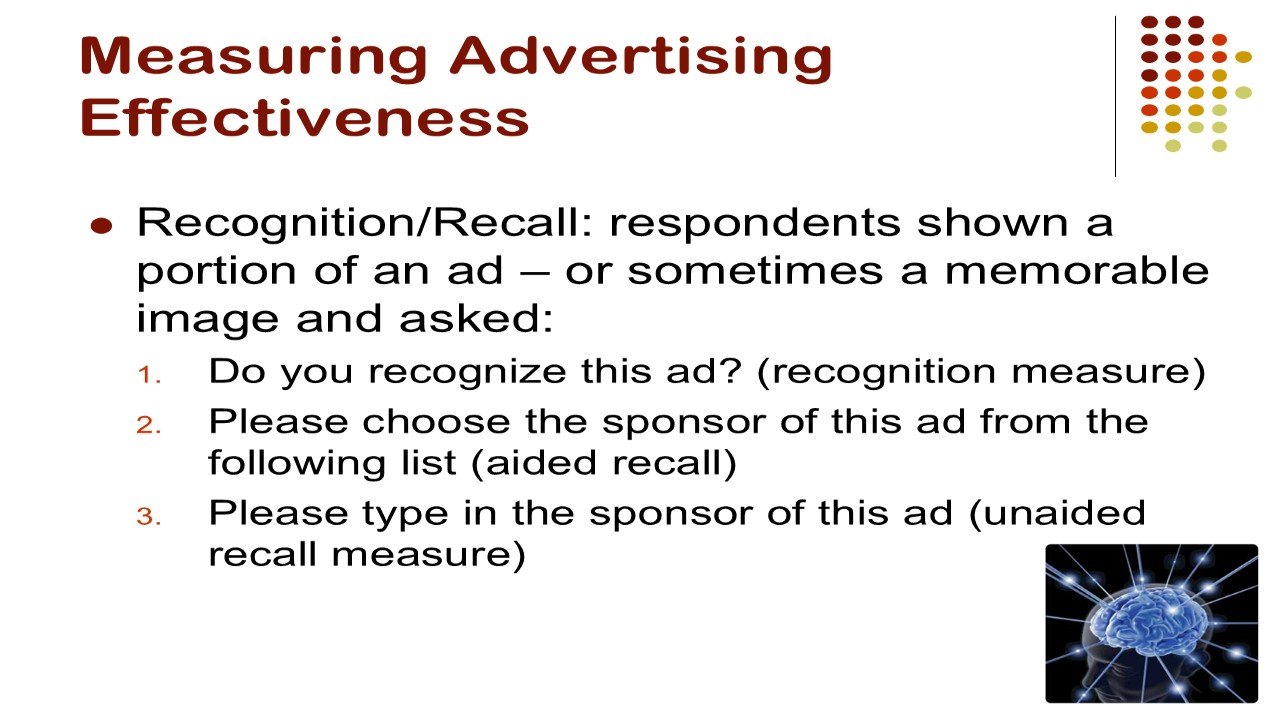 Measuring Advertising
Effectiveness
● Recognition/Recall: respondents shown a
portion of an ad – or sometimes a memorable
image and asked:
1. Do you recognize this ad? (recognition measure)
2. Please choose the sponsor of this ad from the
following list (aided recall)
3. Please type in the sponsor of this ad (unaided
recall measure)